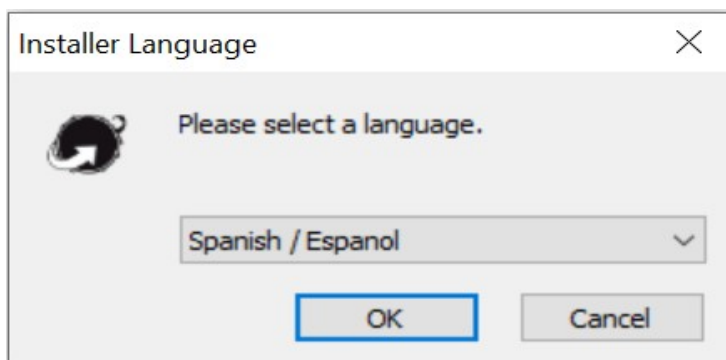 Installer Language
Please select a language.
Spanish / Espanol
OK
Cancel